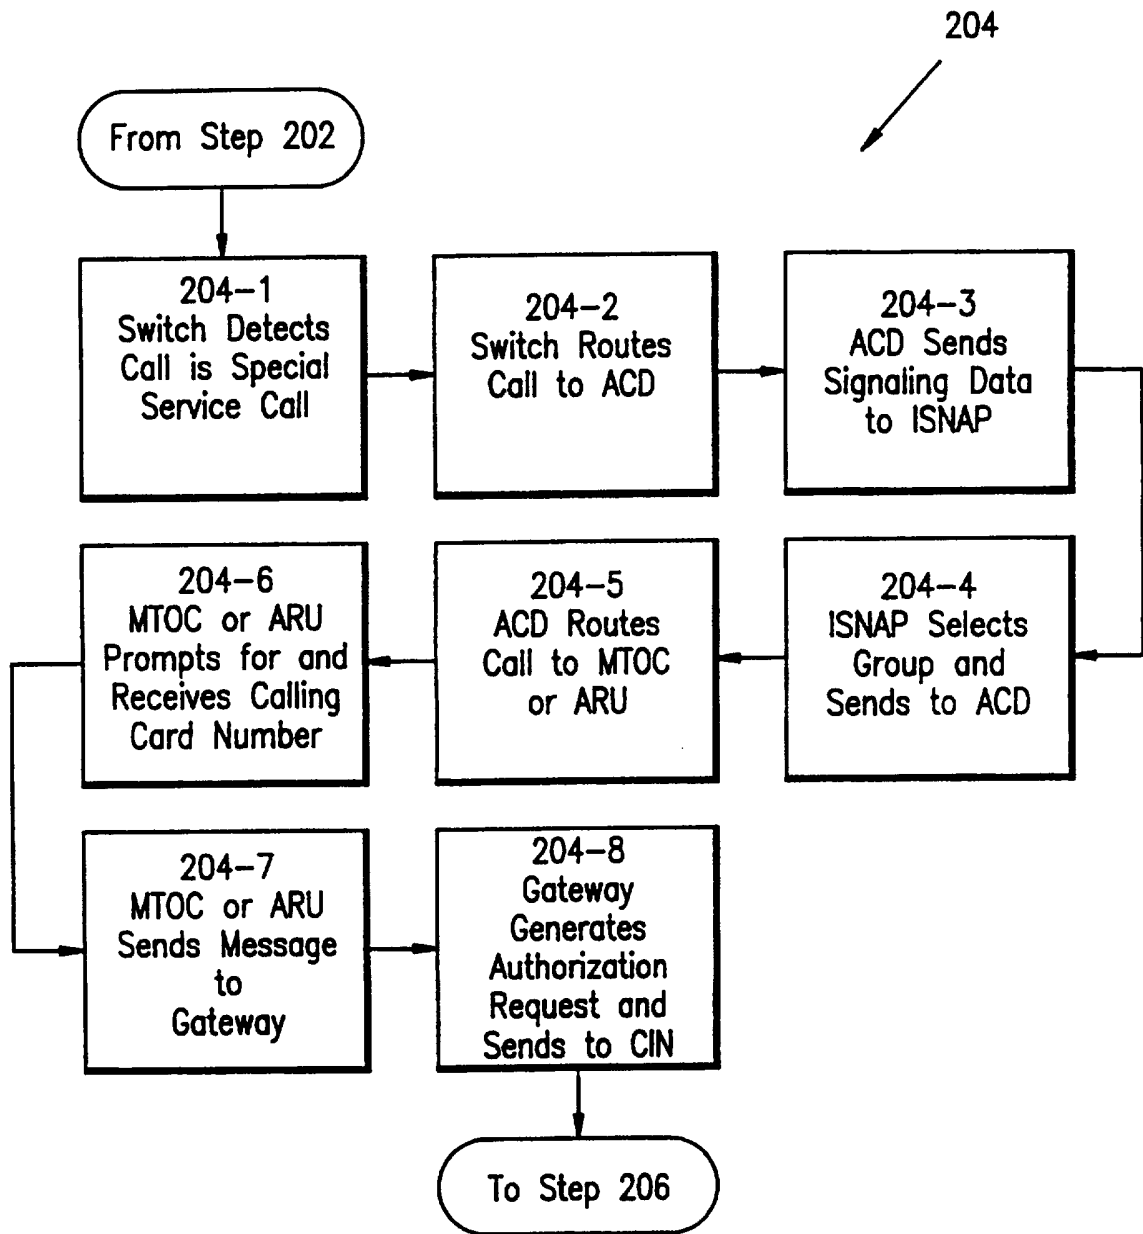 204
From Step 202
204-1
Switch Detects
Call is Special
Service Call
204-2
Switch Routes
Call to ACD
204-3
ACD Sends
Signaling Data
to ISNAP
204-4
ISNAP Selects
Group and
Sends to ACD
204-5
ACD Routes
Call to MTOC
or ARU
204-6
MTOC or ARU
Prompts for and
Receives Calling
Card Number
204-7
MTOC or ARU
Sends Message
to
Gateway
204-8
Gateway
Generates
Authorization
Request and
Sends to CIN
To Step 206